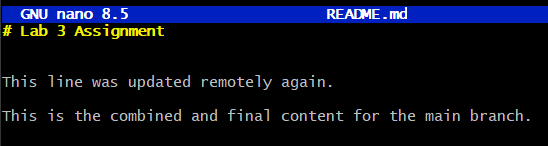 GNU nano 8.5 README.md
# Lab 3 Assignment
This line was updated remotely again.
This is the combined and final content for the main branch.